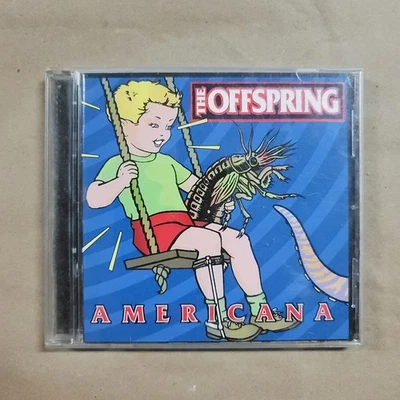 THE OFFSPRING
AMERICANA